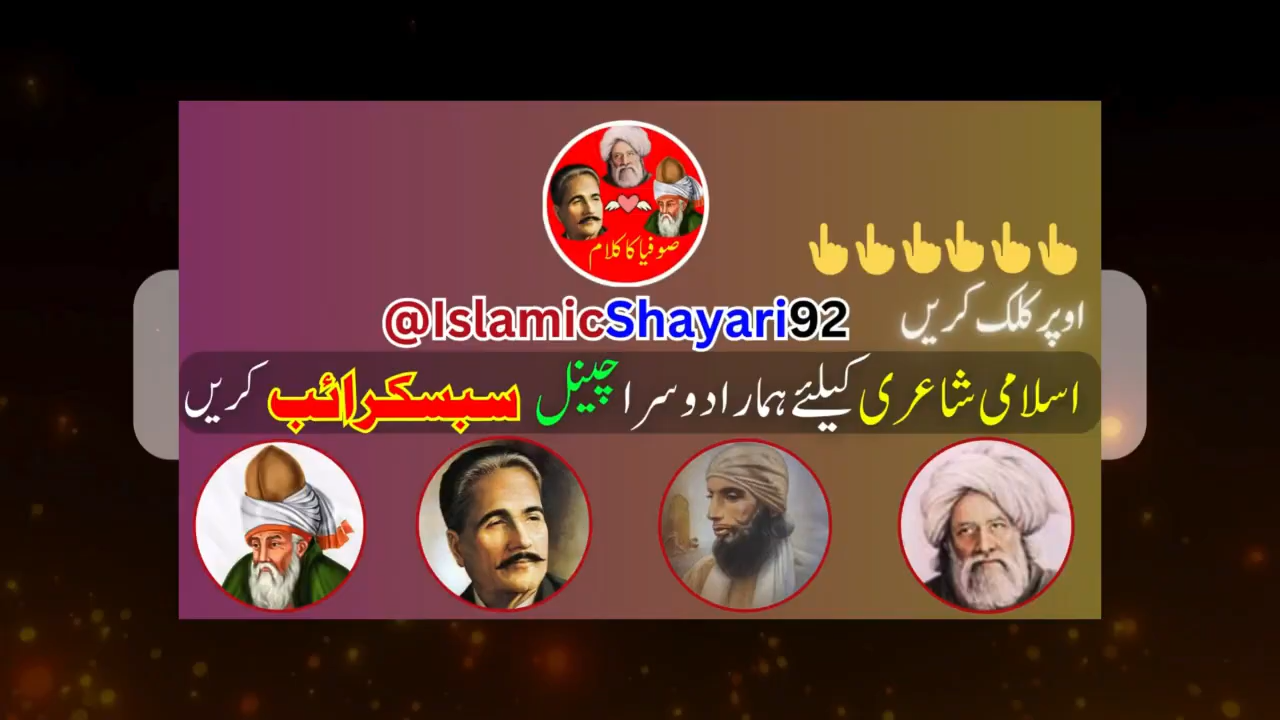 صوفیا کا کلام
اوپر کلک کریں
@IslamicShayari92
اسلامی شاعری کیلئے ہمارا دوسرا چینل سبسکرائب کریں